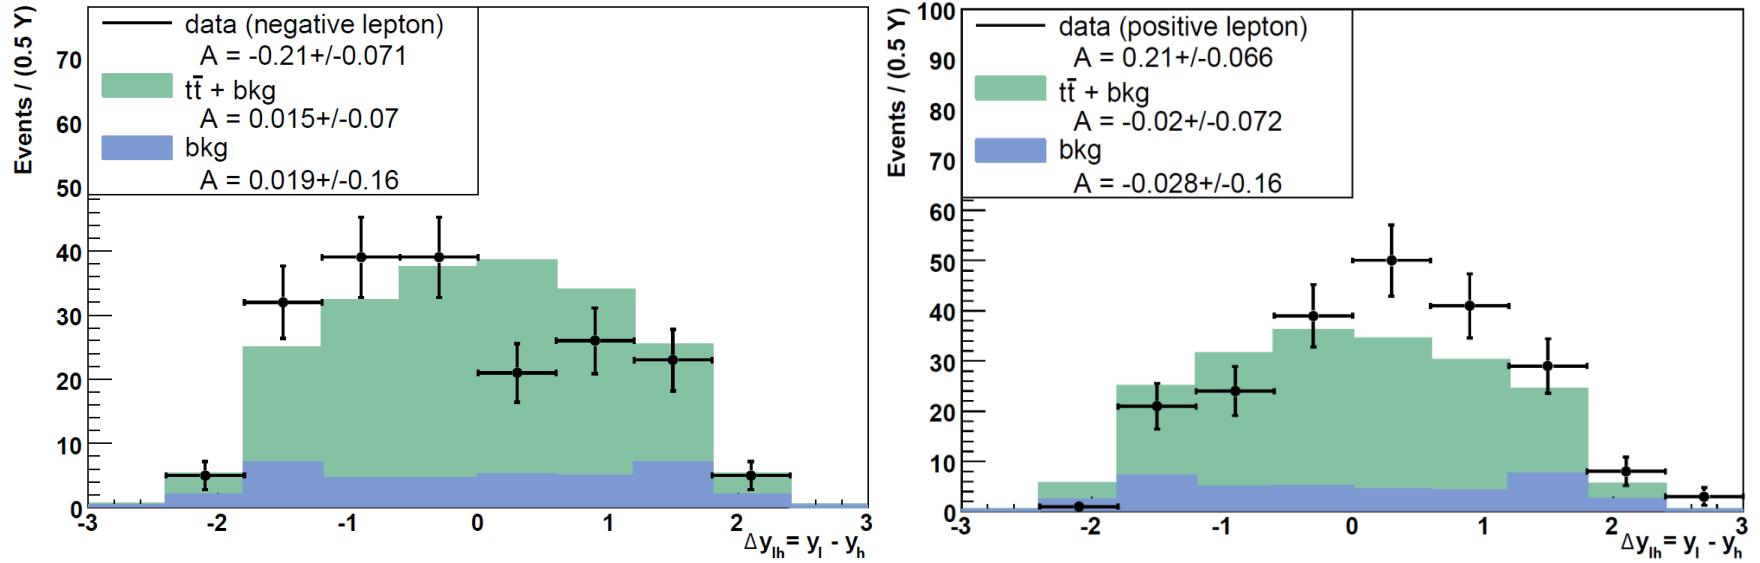 Events / (0.5 Y)
data (negative lepton)
A = -0.21+/-0.071
tt̄ + bkg
A = 0.015+/-0.07
bkg
A = 0.019+/-0.16
70
60
50
40
30
20
10
0
-3 -2 -1 0 1 2 3
Δy_lh = y_l - y_h
Events / (0.5 Y)
data (positive lepton)
A = 0.21+/-0.066
tt̄ + bkg
A = -0.02+/-0.072
bkg
A = -0.028+/-0.16
100
90
80
70
60
50
40
30
20
10
0
-3 -2 -1 0 1 2 3
Δy_lh = y_l - y_h